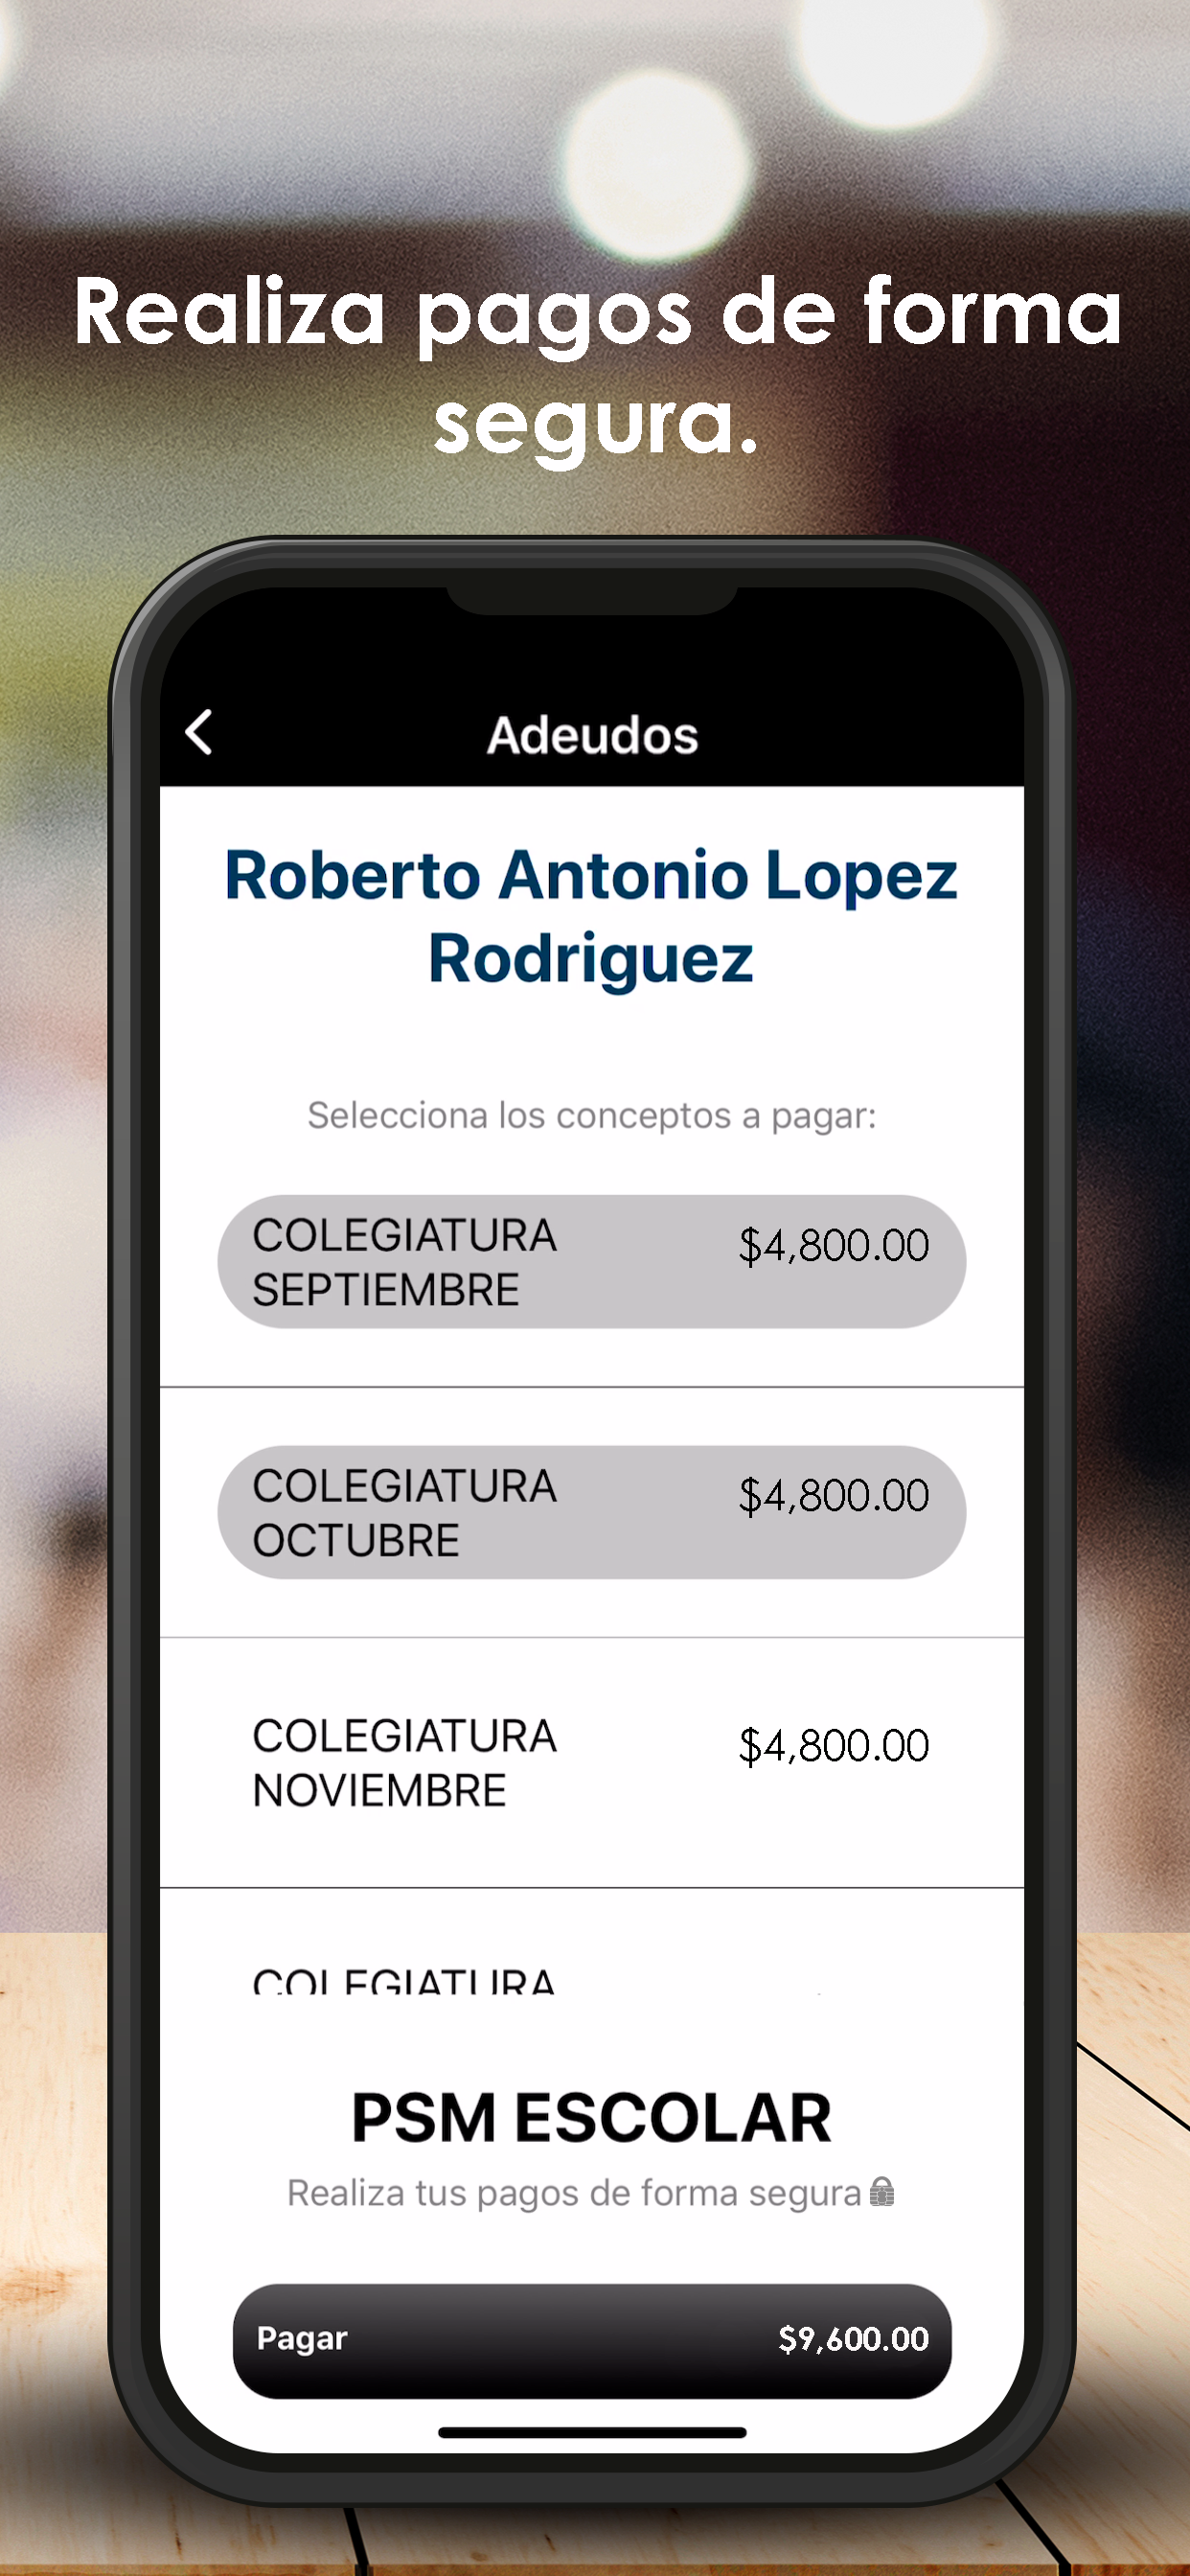 Realiza pagos de forma
segura.
Adeudos
Roberto Antonio Lopez
Rodriguez
Selecciona los conceptos a pagar:
COLEGIATURA
SEPTIEMBRE
$4,800.00
COLEGIATURA
OCTUBRE
$4,800.00
COLEGIATURA
NOVIEMBRE
$4,800.00
COLEGIATURA
PSM ESCOLAR
Realiza tus pagos de forma segura
Pagar $9,600.00